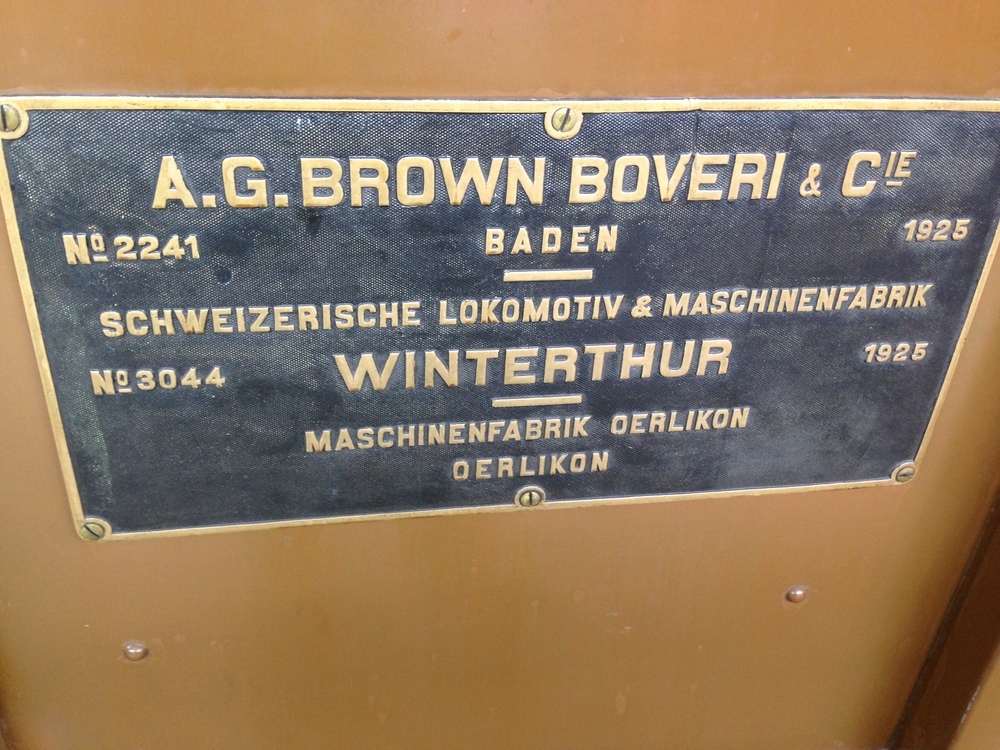 A.G. BROWN BOVERI & CIE
No 2241 BADEN 1925
SCHWEIZERISCHE LOKOMOTIV & MASCHINENFABRIK
No 3044 WINTERTHUR 1925
MASCHINENFABRIK OERLIKON
OERLIKON